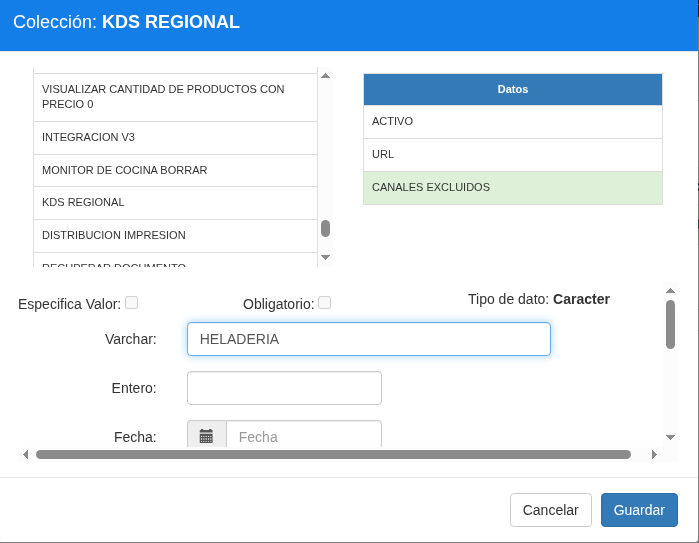 Colección: KDS REGIONAL
VISUALIZAR CANTIDAD DE PRODUCTOS CON
PRECIO 0
INTEGRACION V3
MONITOR DE COCINA BORRAR
KDS REGIONAL
DISTRIBUCION IMPRESION
RECUPERAR DOCUMENTO
Datos
ACTIVO
URL
CANALES EXCLUIDOS
Especifica Valor:
Obligatorio:
Tipo de dato: Caracter
Varchar: HELADERIA
Entero:
Fecha: Fecha
Cancelar Guardar